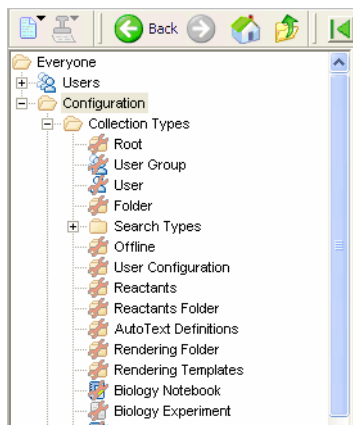 Back
Everyone
Users
Configuration
Collection Types
Root
User Group
User
Folder
Search Types
Offline
User Configuration
Reactants
Reactants Folder
AutoText Definitions
Rendering Folder
Rendering Templates
Biology Notebook
Biology Experiment